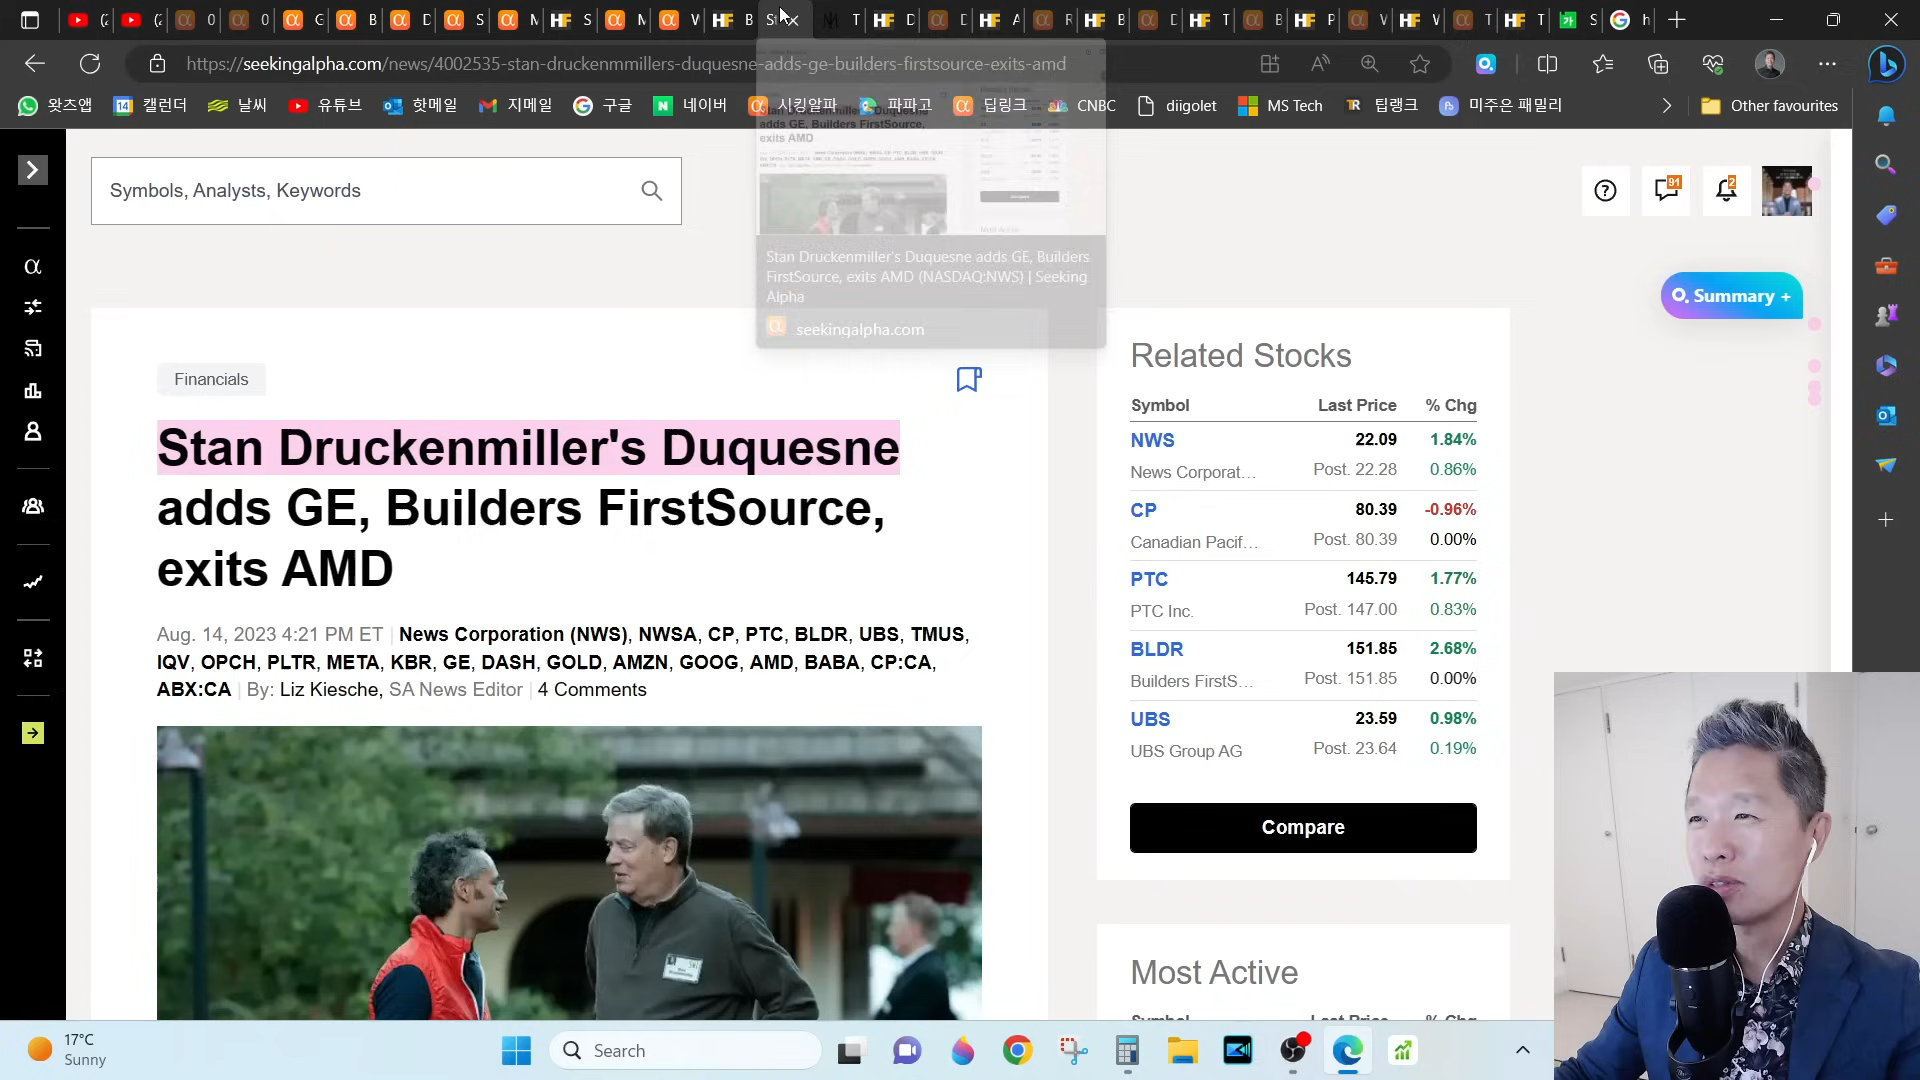 https://seekingalpha.com/news/4002535-stan-druckenmmillers-duquesne-adds-ge-builders-firstsource-exits-amd
왓츠앱 캘린더 날씨 유튜브 핫메일 지메일 구글 네이버 시킹알파 파파고 딥링크 CNBC diigolet MS Tech 팁랭크 미주은 패밀리 Other favourites
Symbols, Analysts, Keywords
91
2
Stan Druckenmiller's Duquesne adds GE, Builders
FirstSource, exits AMD (NASDAQ:NWS) | Seeking
Alpha
seekingalpha.com
Summary +
Financials
Stan Druckenmiller's Duquesne
adds GE, Builders FirstSource,
exits AMD
Aug. 14, 2023 4:21 PM ET | News Corporation (NWS), NWSA, CP, PTC, BLDR, UBS, TMUS,
IQV, OPCH, PLTR, META, KBR, GE, DASH, GOLD, AMZN, GOOG, AMD, BABA, CP:CA,
ABX:CA | By: Liz Kiesche, SA News Editor | 4 Comments
Related Stocks
Symbol Last Price % Chg
NWS 22.09 1.84%
News Corporat... Post. 22.28 0.86%
CP 80.39 -0.96%
Canadian Pacif... Post. 80.39 0.00%
PTC 145.79 1.77%
PTC Inc. Post. 147.00 0.83%
BLDR 151.85 2.68%
Builders FirstS... Post. 151.85 0.00%
UBS 23.59 0.98%
UBS Group AG Post. 23.64 0.19%
Compare
Most Active
Symbol Last Price % Chg
17°C
Sunny
Search